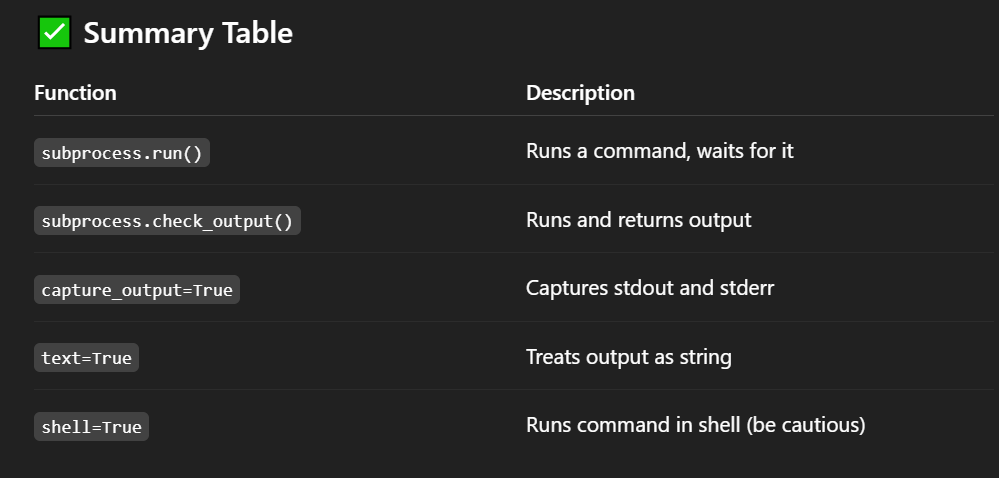 ✅ Summary Table
Function Description
subprocess.run() Runs a command, waits for it
subprocess.check_output() Runs and returns output
capture_output=True Captures stdout and stderr
text=True Treats output as string
shell=True Runs command in shell (be cautious)